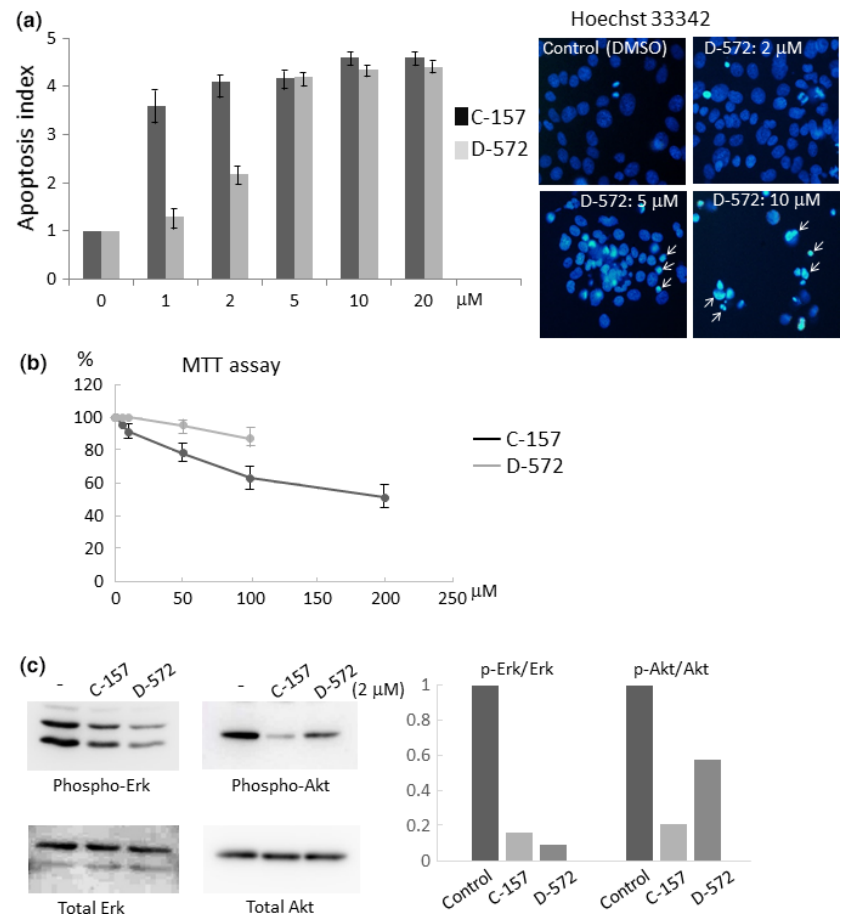 (a)
Apoptosis index
5
4
3
2
1
0
0 1 2 5 10 20 μM
C-157
D-572
Hoechst 33342
Control (DMSO)
D-572: 2 μM
D-572: 5 μM
D-572: 10 μM
(b)
%
MTT assay
120
100
80
60
40
20
0
0 50 100 150 200 250 μM
C-157
D-572
(c)
- C-157 D-572
- C-157 D-572 (2 μM)
Phospho-Erk
Phospho-Akt
Total Erk
Total Akt
p-Erk/Erk
p-Akt/Akt
1
0.8
0.6
0.4
0.2
0
Control C-157 D-572
Control C-157 D-572